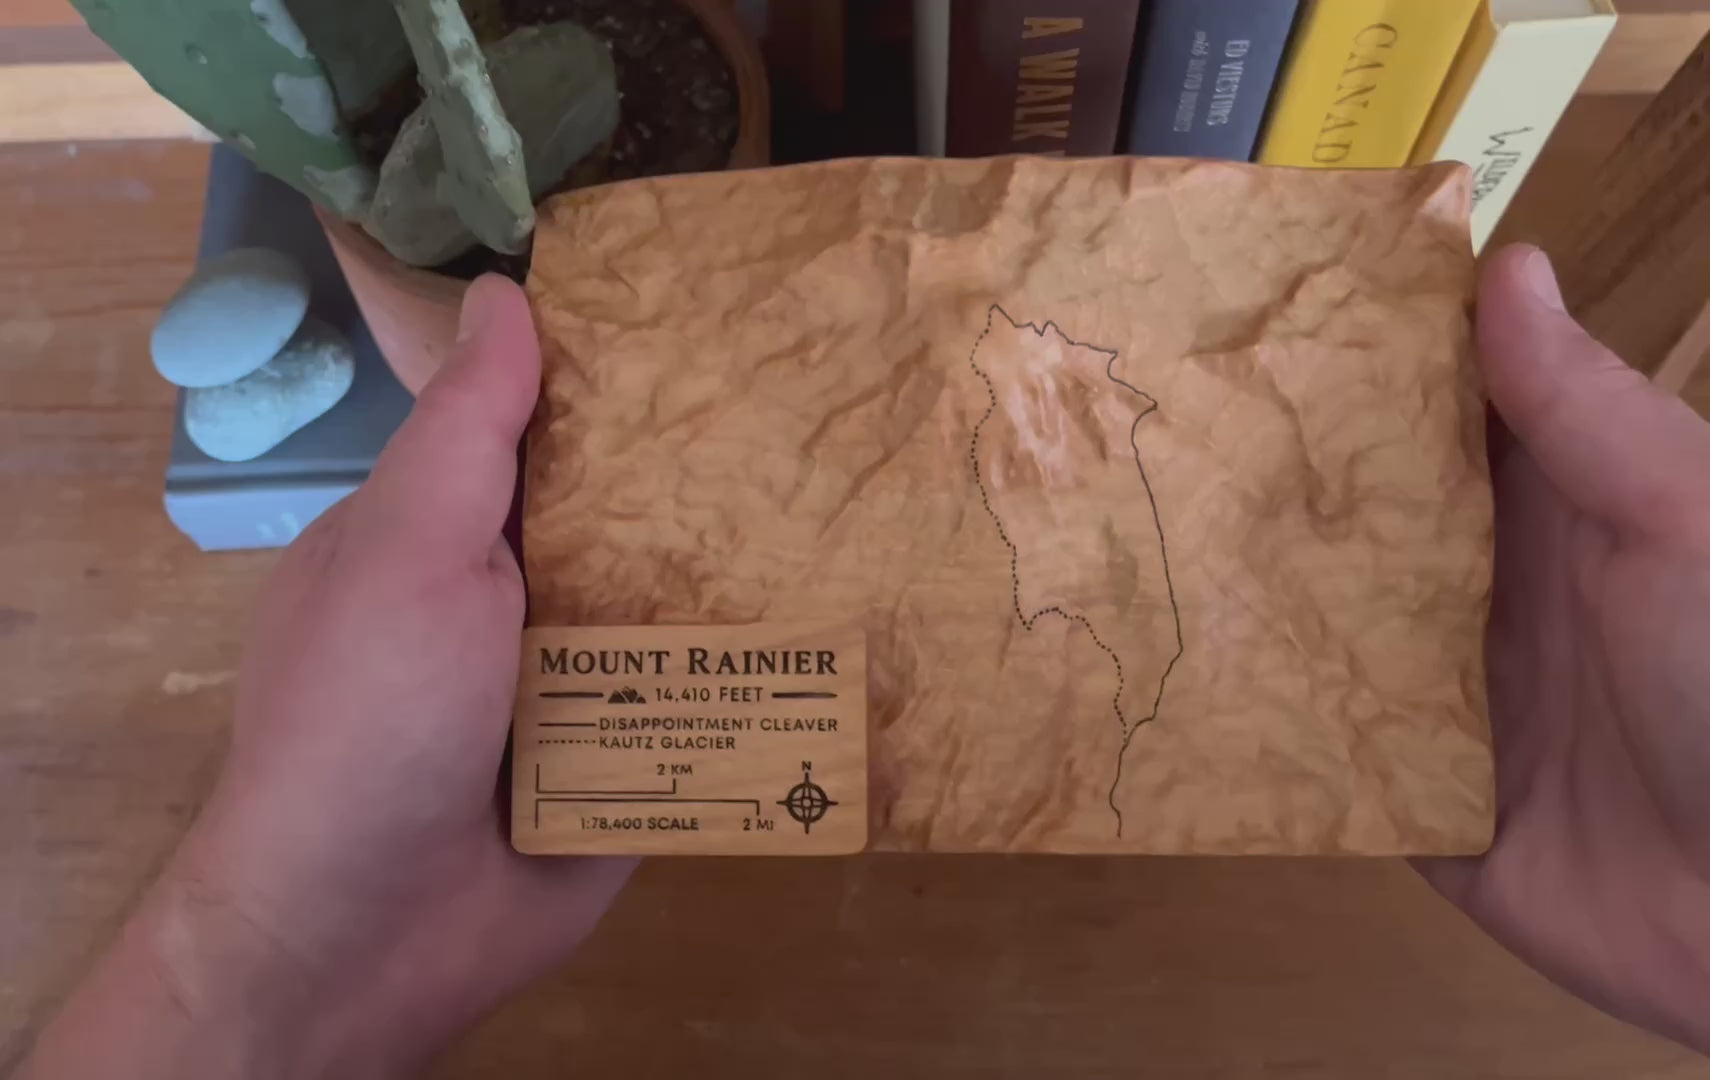 A WALK
ED VIESTURS
CANAD
MOUNT RAINIER
14,410 FEET
DISAPPOINTMENT CLEAVER
KAUTZ GLACIER
2 KM
N
1:78,400 SCALE
2 MI